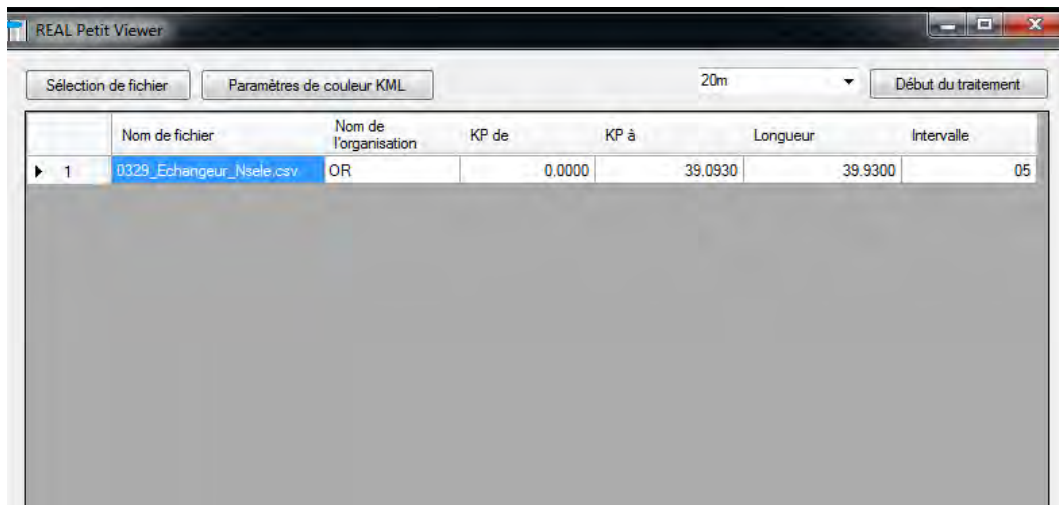 REAL Petit Viewer
Sélection de fichier Paramètres de couleur KML 20m Début du traitement
Nom de fichier Nom de l'organisation KP de KP à Longueur Intervalle
1 0329_Echangeur_Nsele.csv OR 0.0000 39.0930 39.9300 05